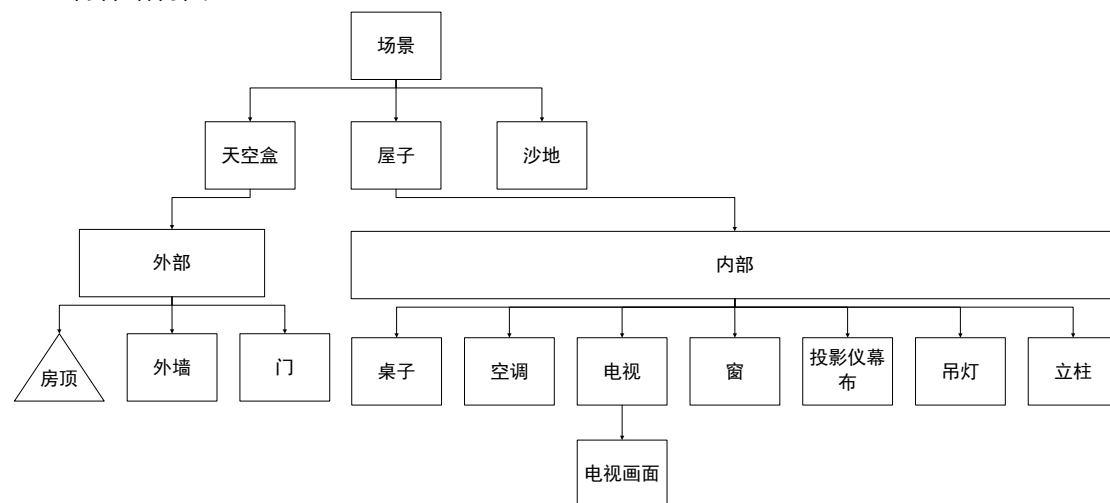 场景
天空盒
屋子
沙地
外部
内部
房顶
外墙
门
桌子
空调
电视
窗
投影仪幕
布
吊灯
立柱
电视画面